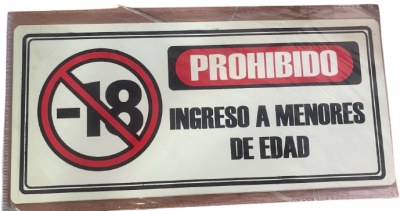 -18
PROHIBIDO
INGRESO A MENORES
DE EDAD